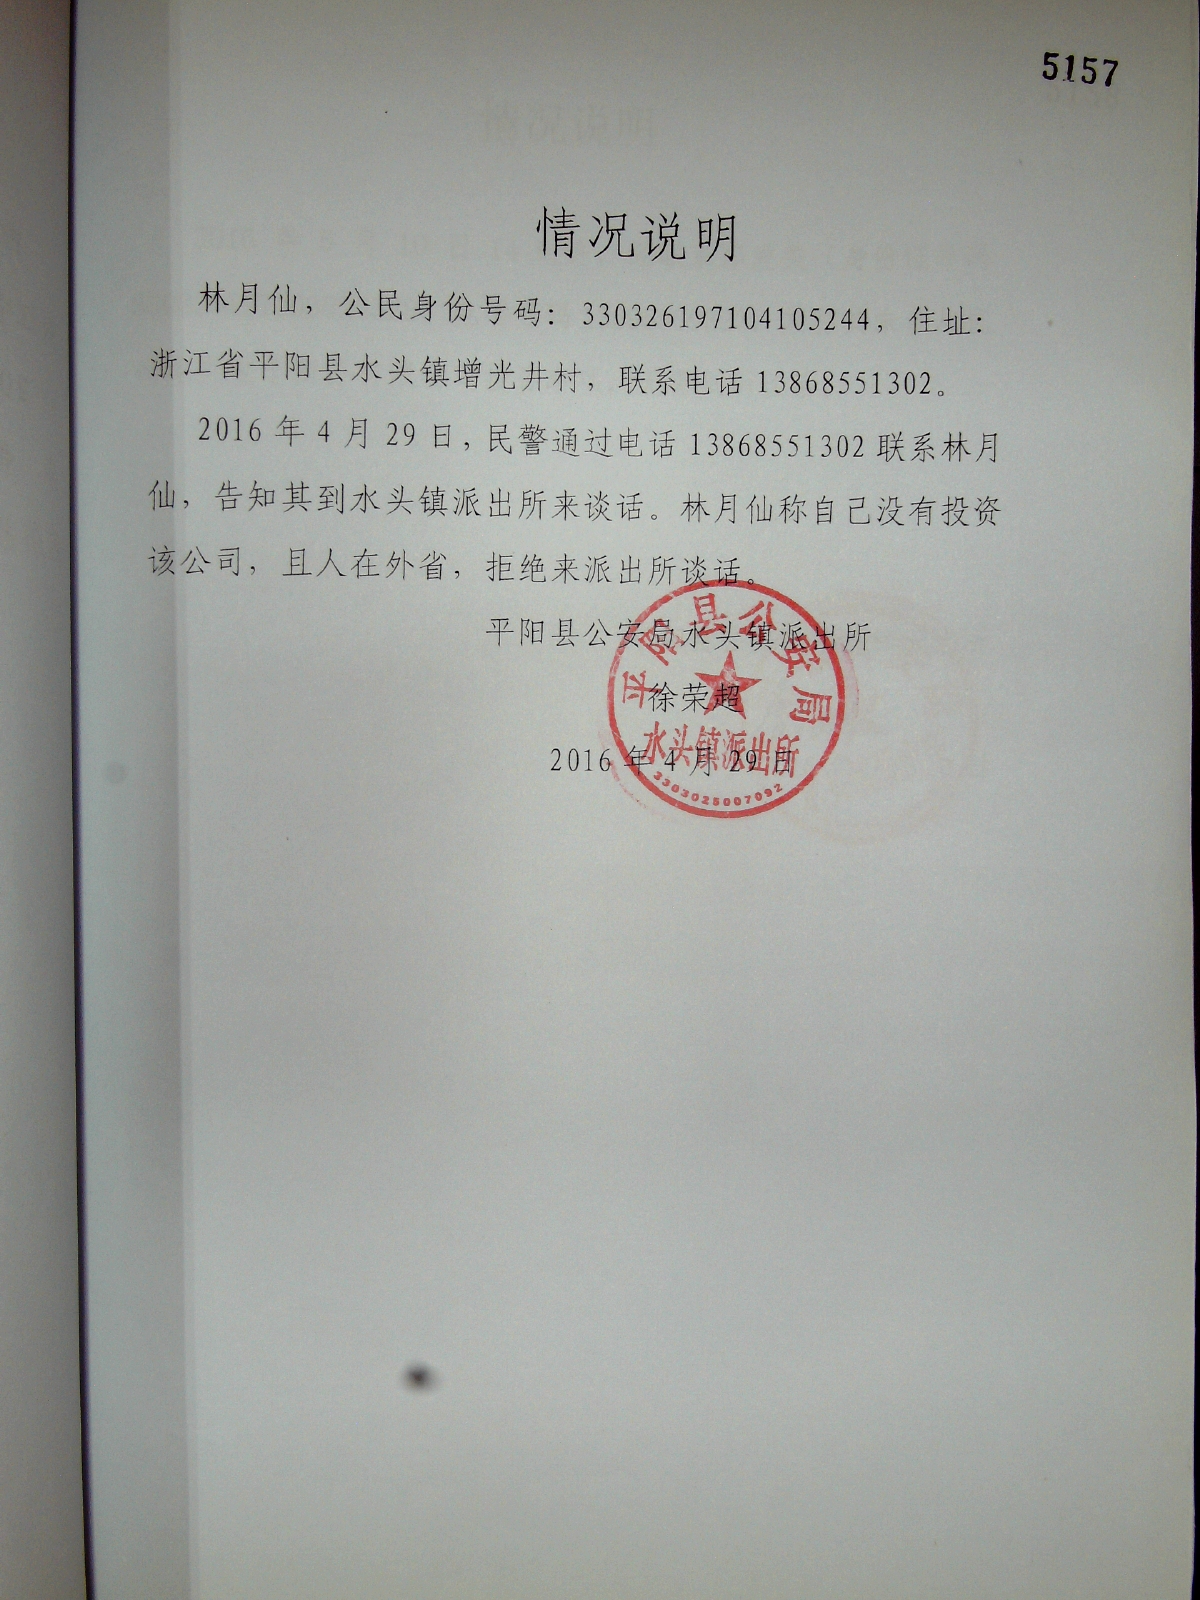 5157
情况说明
林月仙，公民身份号码：330326197104105244，住址：
浙江省平阳县水头镇增光井村，联系电话 13868551302。
2016 年 4 月 29 日，民警通过电话 13868551302 联系林月
仙，告知其到水头镇派出所来谈话。林月仙称自己没有投资
该公司，且人在外省，拒绝来派出所谈话。
平阳县公安局水头镇派出所
徐荣超
2016 年 4 月 29 日
平阳县公安局
水头镇派出所
3303025007092